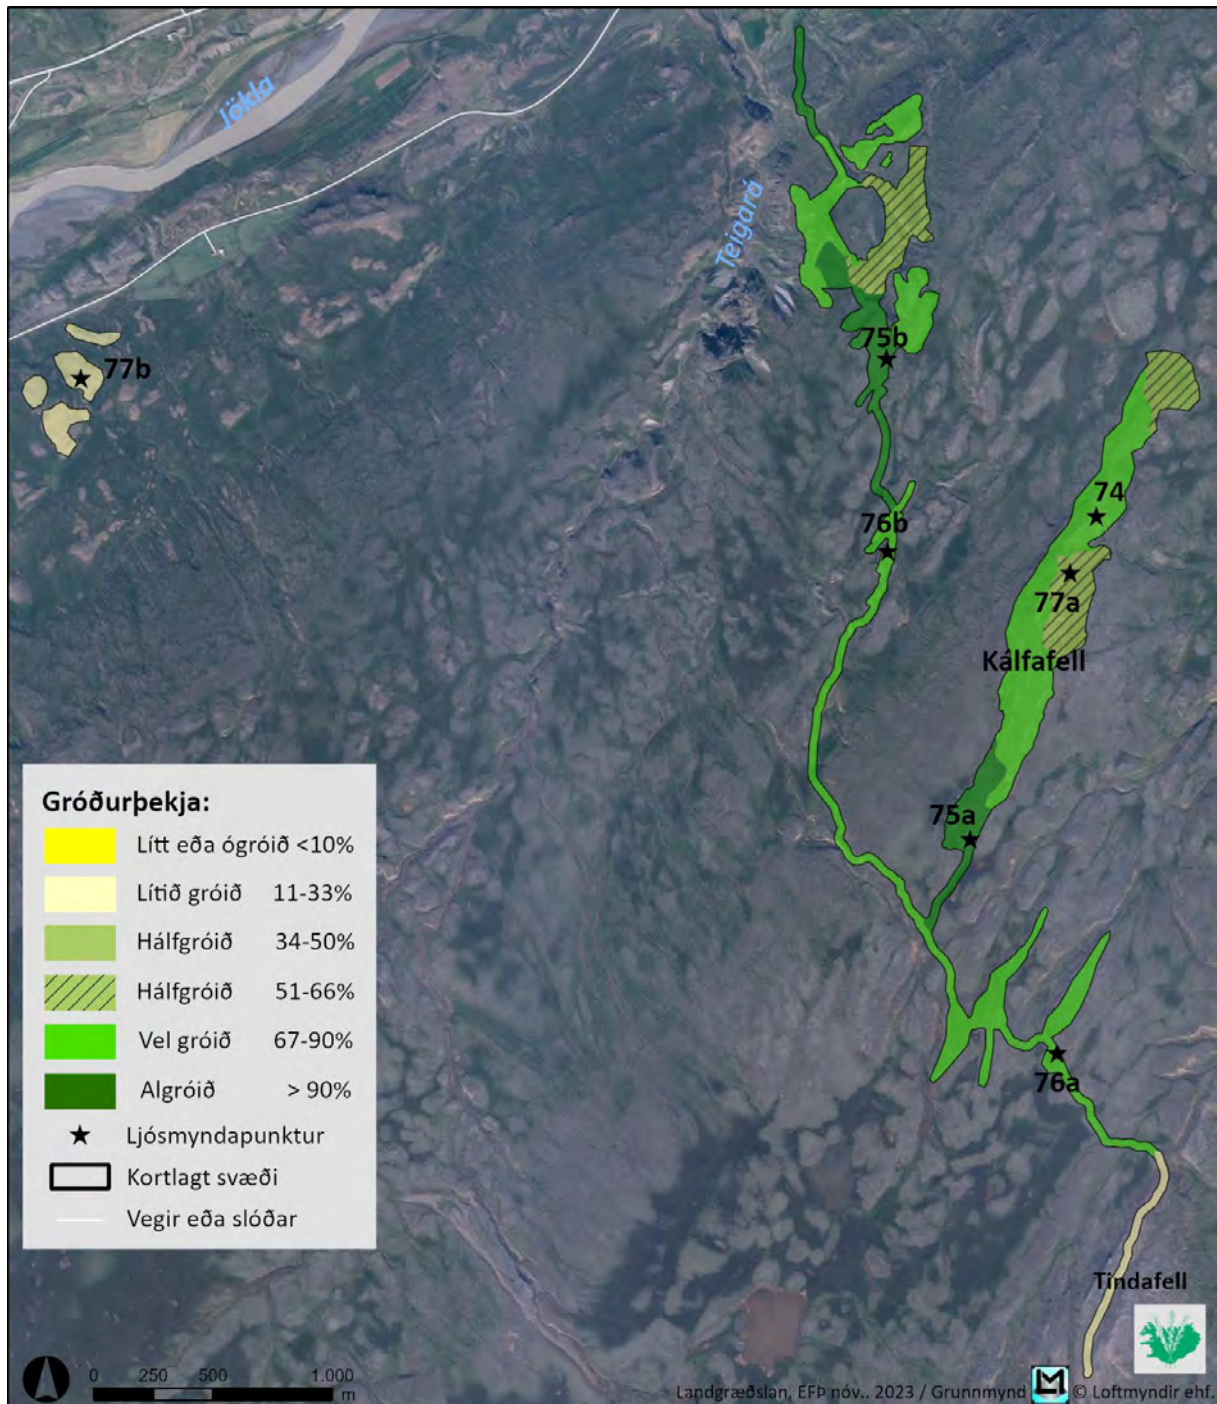 Jökla
Teigará
77b
75b
74
76b
77a
Kálfafell
75a
76a
Tindafell
Gróðurþekja:
Lítt eða ógróið <10%
Lítið gróið 11-33%
Hálfgróið 34-50%
Hálfgróið 51-66%
Vel gróið 67-90%
Algróið > 90%
Ljósmyndapunktur
Kortlagt svæði
Vegir eða slóðar
0 250 500 1.000
m
Landgræðslan, EFÞ nóv.. 2023 / Grunnmynd LM © Loftmyndir ehf.